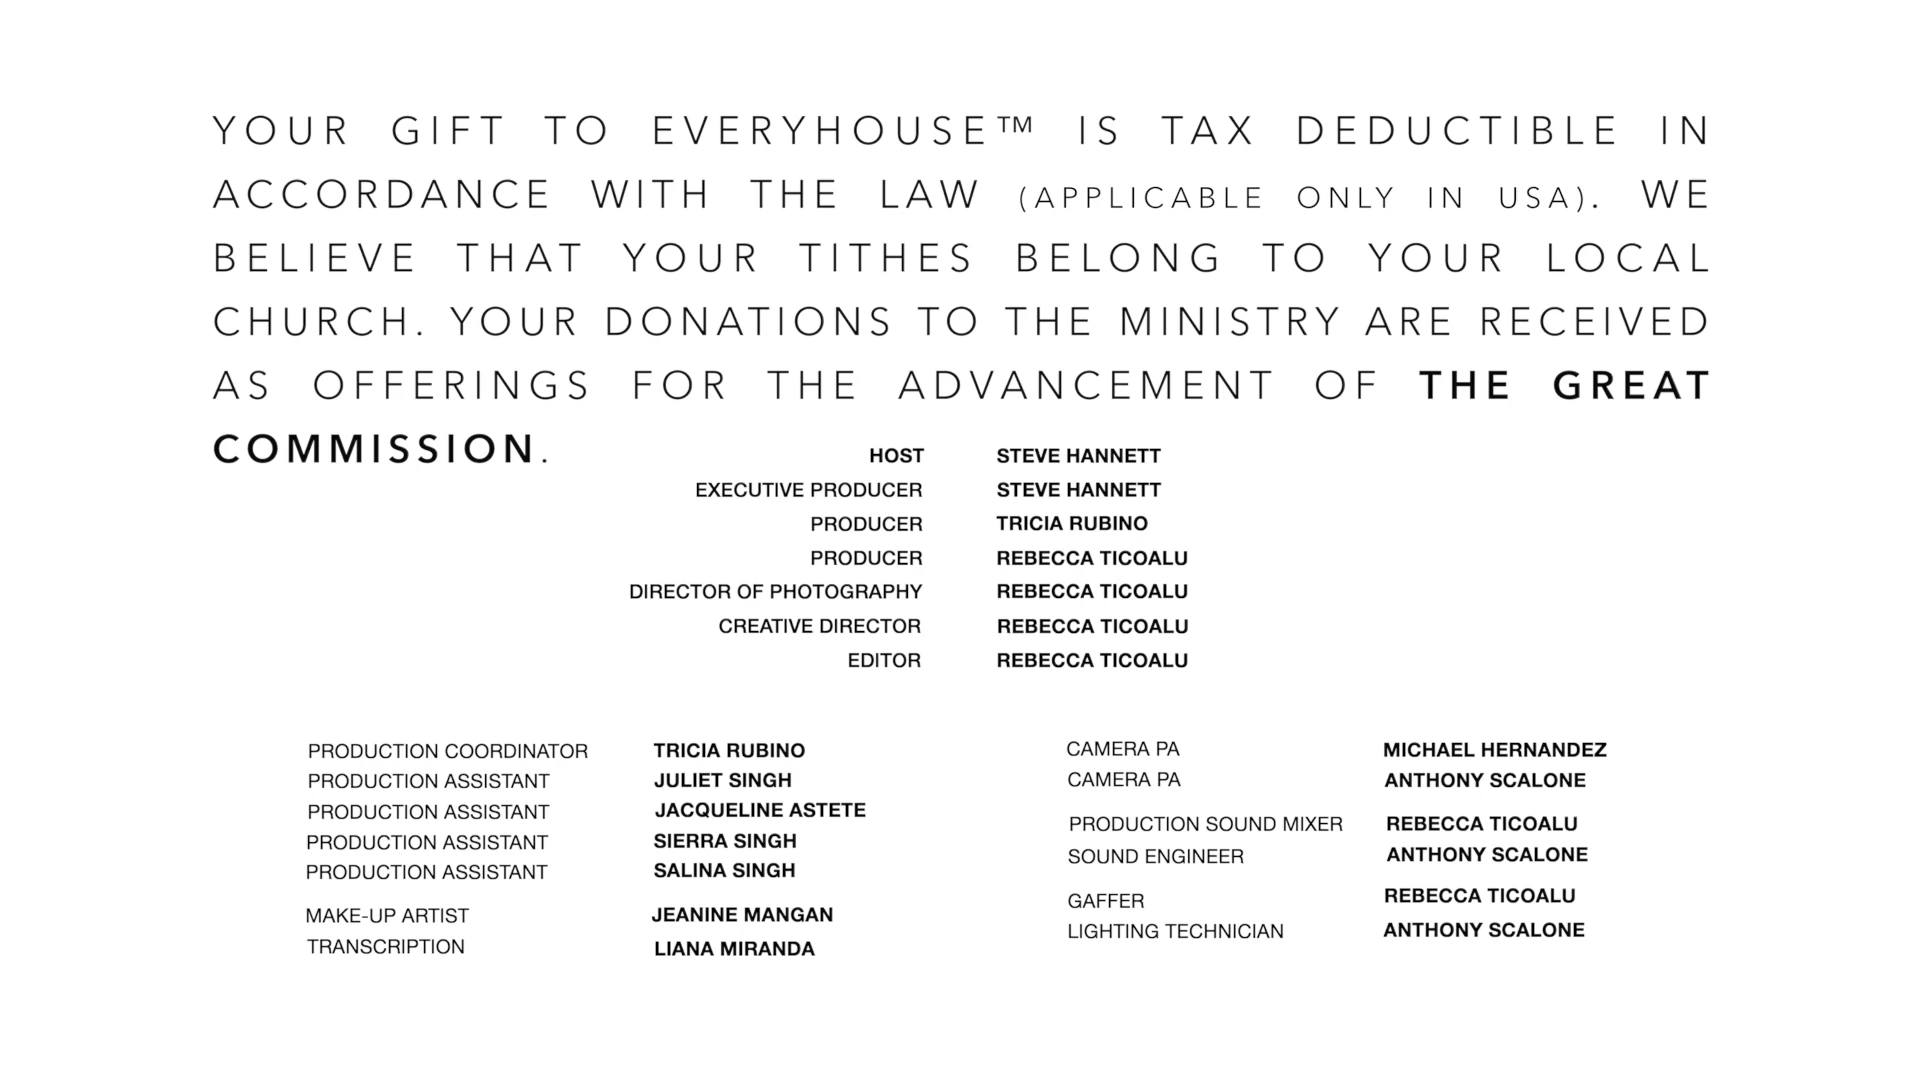 YOUR GIFT TO EVERYHOUSE™ IS TAX DEDUCTIBLE IN
ACCORDANCE WITH THE LAW (APPLICABLE ONLY IN USA). WE
BELIEVE THAT YOUR TITHES BELONG TO YOUR LOCAL
CHURCH. YOUR DONATIONS TO THE MINISTRY ARE RECEIVED
AS OFFERINGS FOR THE ADVANCEMENT OF THE GREAT
COMMISSION.
HOST STEVE HANNETT
EXECUTIVE PRODUCER STEVE HANNETT
PRODUCER TRICIA RUBINO
PRODUCER REBECCA TICOALU
DIRECTOR OF PHOTOGRAPHY REBECCA TICOALU
CREATIVE DIRECTOR REBECCA TICOALU
EDITOR REBECCA TICOALU
PRODUCTION COORDINATOR TRICIA RUBINO
PRODUCTION ASSISTANT JULIET SINGH
PRODUCTION ASSISTANT JACQUELINE ASTETE
PRODUCTION ASSISTANT SIERRA SINGH
PRODUCTION ASSISTANT SALINA SINGH
MAKE-UP ARTIST JEANINE MANGAN
TRANSCRIPTION LIANA MIRANDA
CAMERA PA MICHAEL HERNANDEZ
CAMERA PA ANTHONY SCALONE
PRODUCTION SOUND MIXER REBECCA TICOALU
SOUND ENGINEER ANTHONY SCALONE
GAFFER REBECCA TICOALU
LIGHTING TECHNICIAN ANTHONY SCALONE